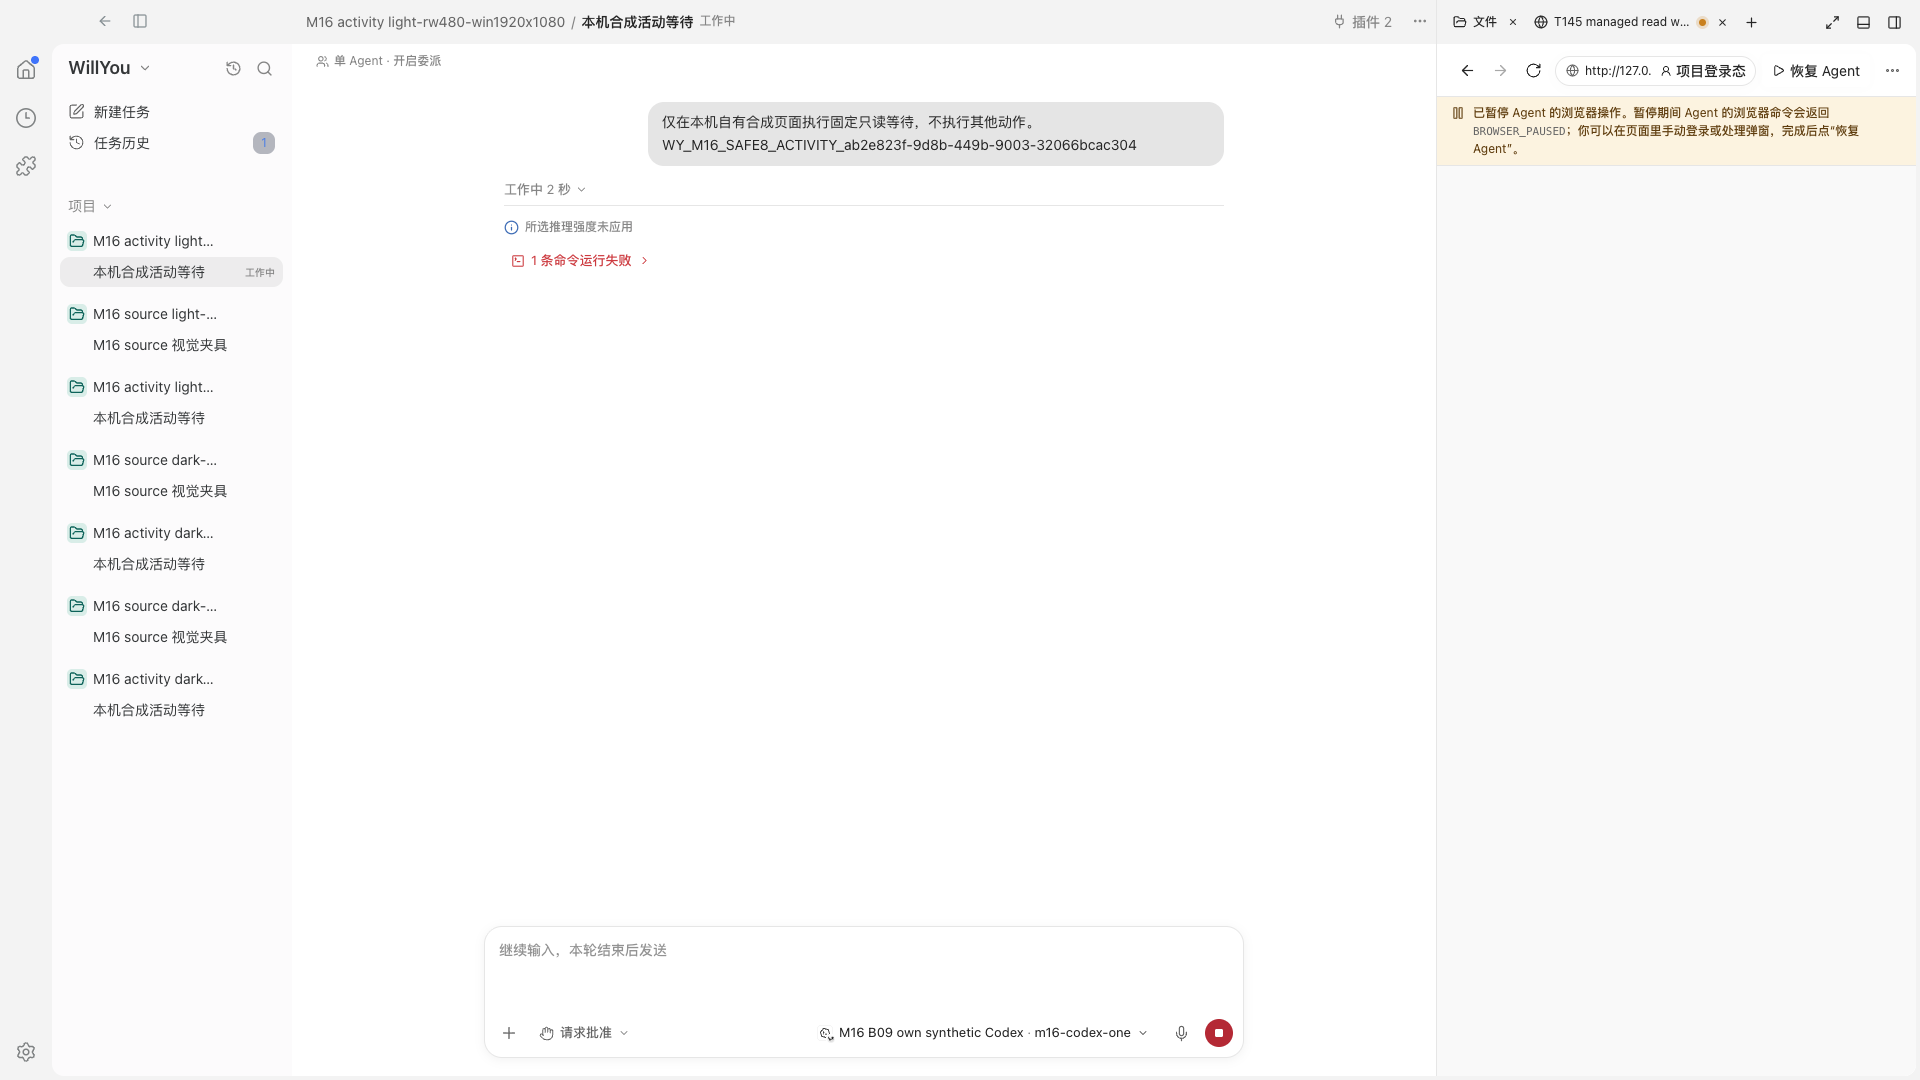 M16 activity light-rw480-win1920x1080 / 本机合成活动等待 工作中
插件 2
文件
T145 managed read w...
WillYou
新建任务
任务历史
1
项目
M16 activity light...
本机合成活动等待 工作中
M16 source light-...
M16 source 视觉夹具
M16 activity light...
本机合成活动等待
M16 source dark-...
M16 source 视觉夹具
M16 activity dark...
本机合成活动等待
M16 source dark-...
M16 source 视觉夹具
M16 activity dark...
本机合成活动等待
单 Agent · 开启委派
仅在本机自有合成页面执行固定只读等待，不执行其他动作。
WY_M16_SAFE8_ACTIVITY_ab2e823f-9d8b-449b-9003-32066bcac304
工作中 2 秒
所选推理强度未应用
1 条命令运行失败
继续输入，本轮结束后发送
请求批准
M16 B09 own synthetic Codex · m16-codex-one
http://127.0.
项目登录态
恢复 Agent
已暂停 Agent 的浏览器操作。暂停期间 Agent 的浏览器命令会返回
BROWSER_PAUSED；你可以在页面里手动登录或处理弹窗，完成后点“恢复
Agent”。